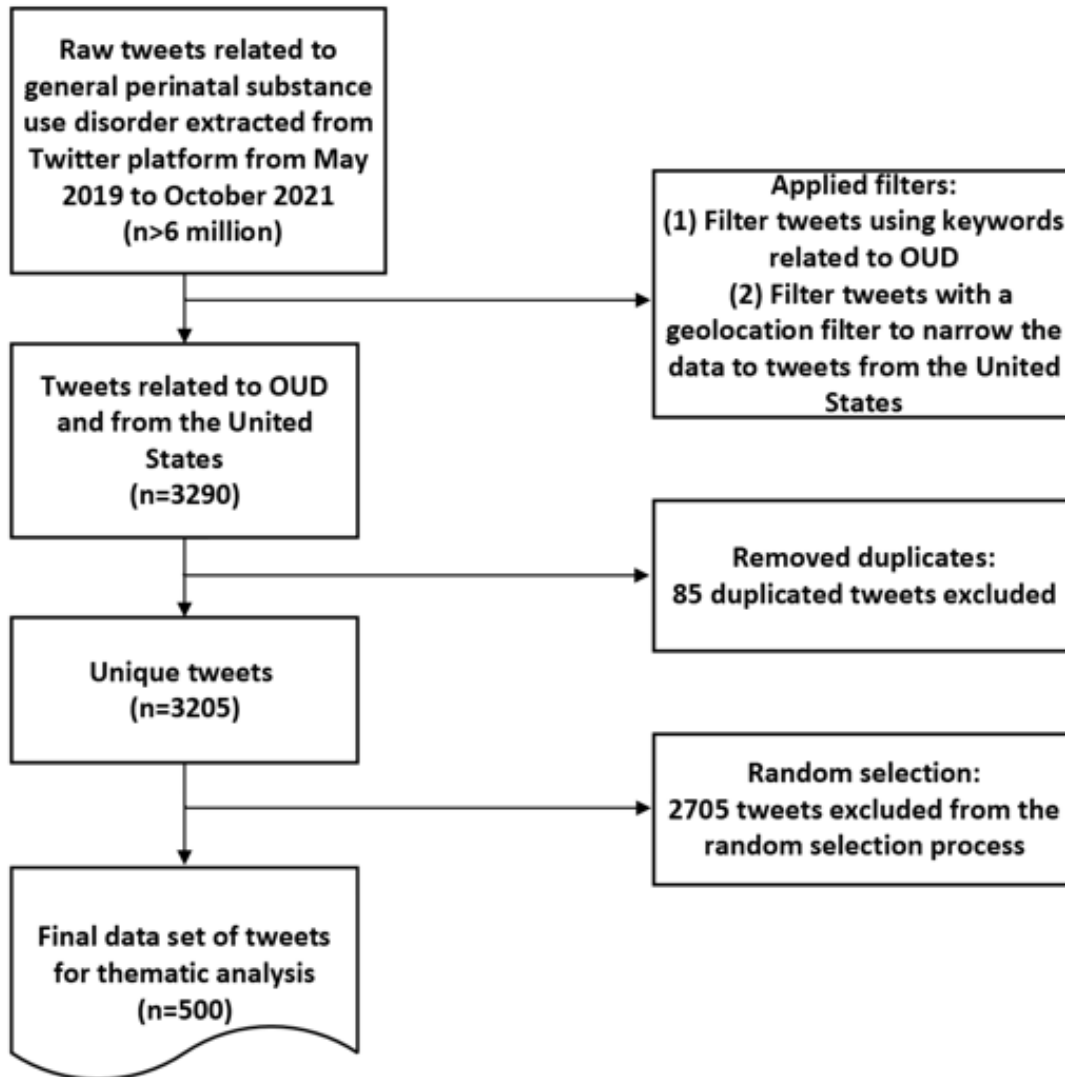 Raw tweets related to
general perinatal substance
use disorder extracted from
Twitter platform from May
2019 to October 2021
(n>6 million)
Applied filters:
(1) Filter tweets using keywords
related to OUD
(2) Filter tweets with a
geolocation filter to narrow the
data to tweets from the United
States
Tweets related to OUD
and from the United
States
(n=3290)
Removed duplicates:
85 duplicated tweets excluded
Unique tweets
(n=3205)
Random selection:
2705 tweets excluded from the
random selection process
Final data set of tweets
for thematic analysis
(n=500)